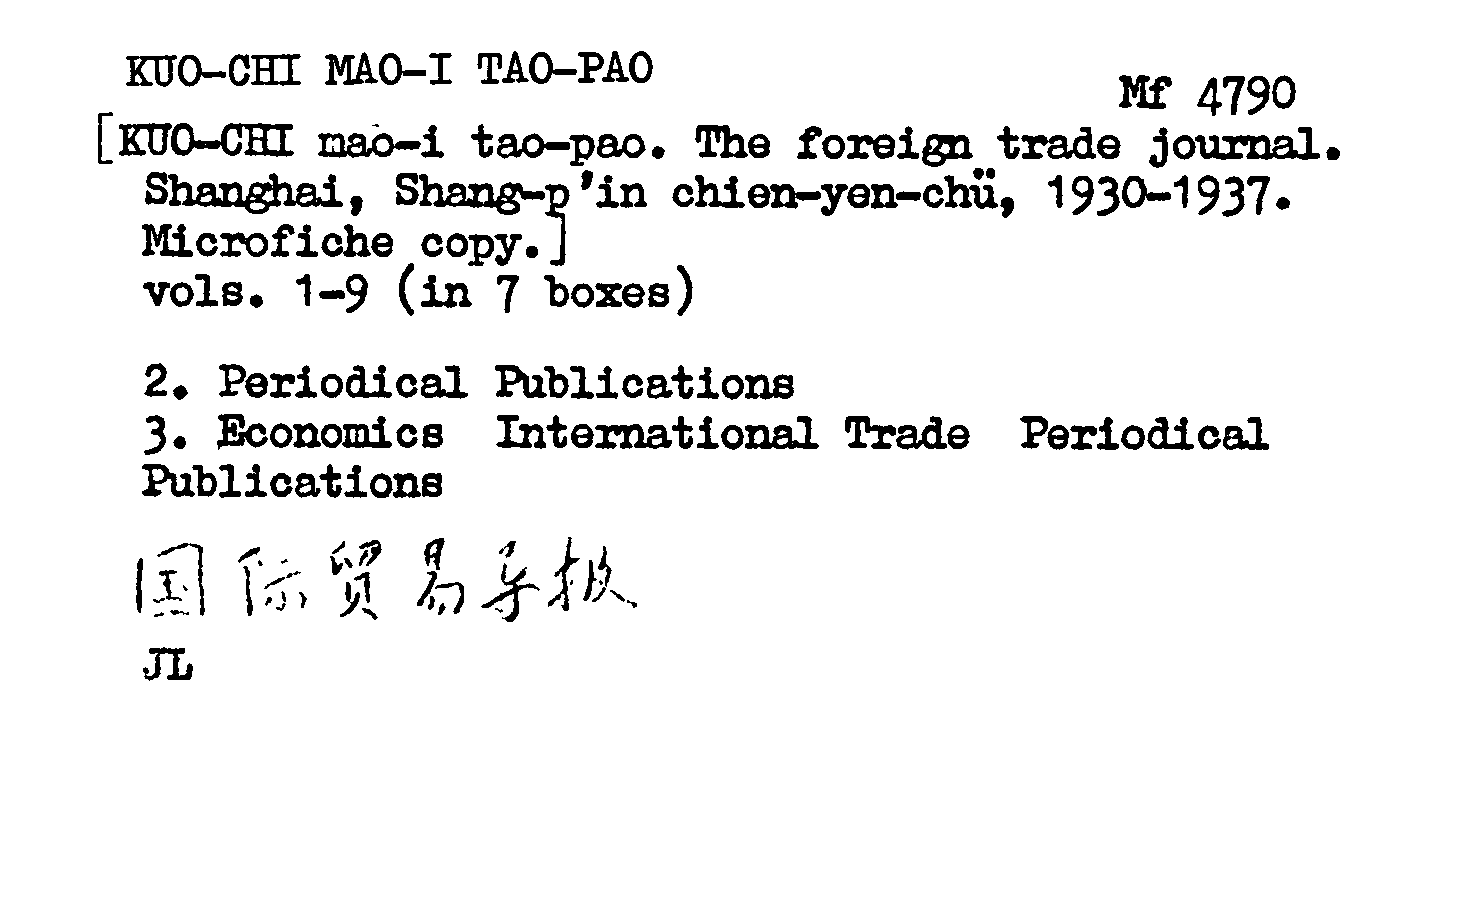 KUO-CHI MAO-I TAO-PAO
Mf 4790
[KUO-CHI mao-i tao-pao. The foreign trade journal.
Shanghai, Shang-p'in chien-yen-chü, 1930-1937.
Microfiche copy.]
vols. 1-9 (in 7 boxes)
2. Periodical Publications
3. Economics International Trade Periodical
Publications
国际贸易导报
JL